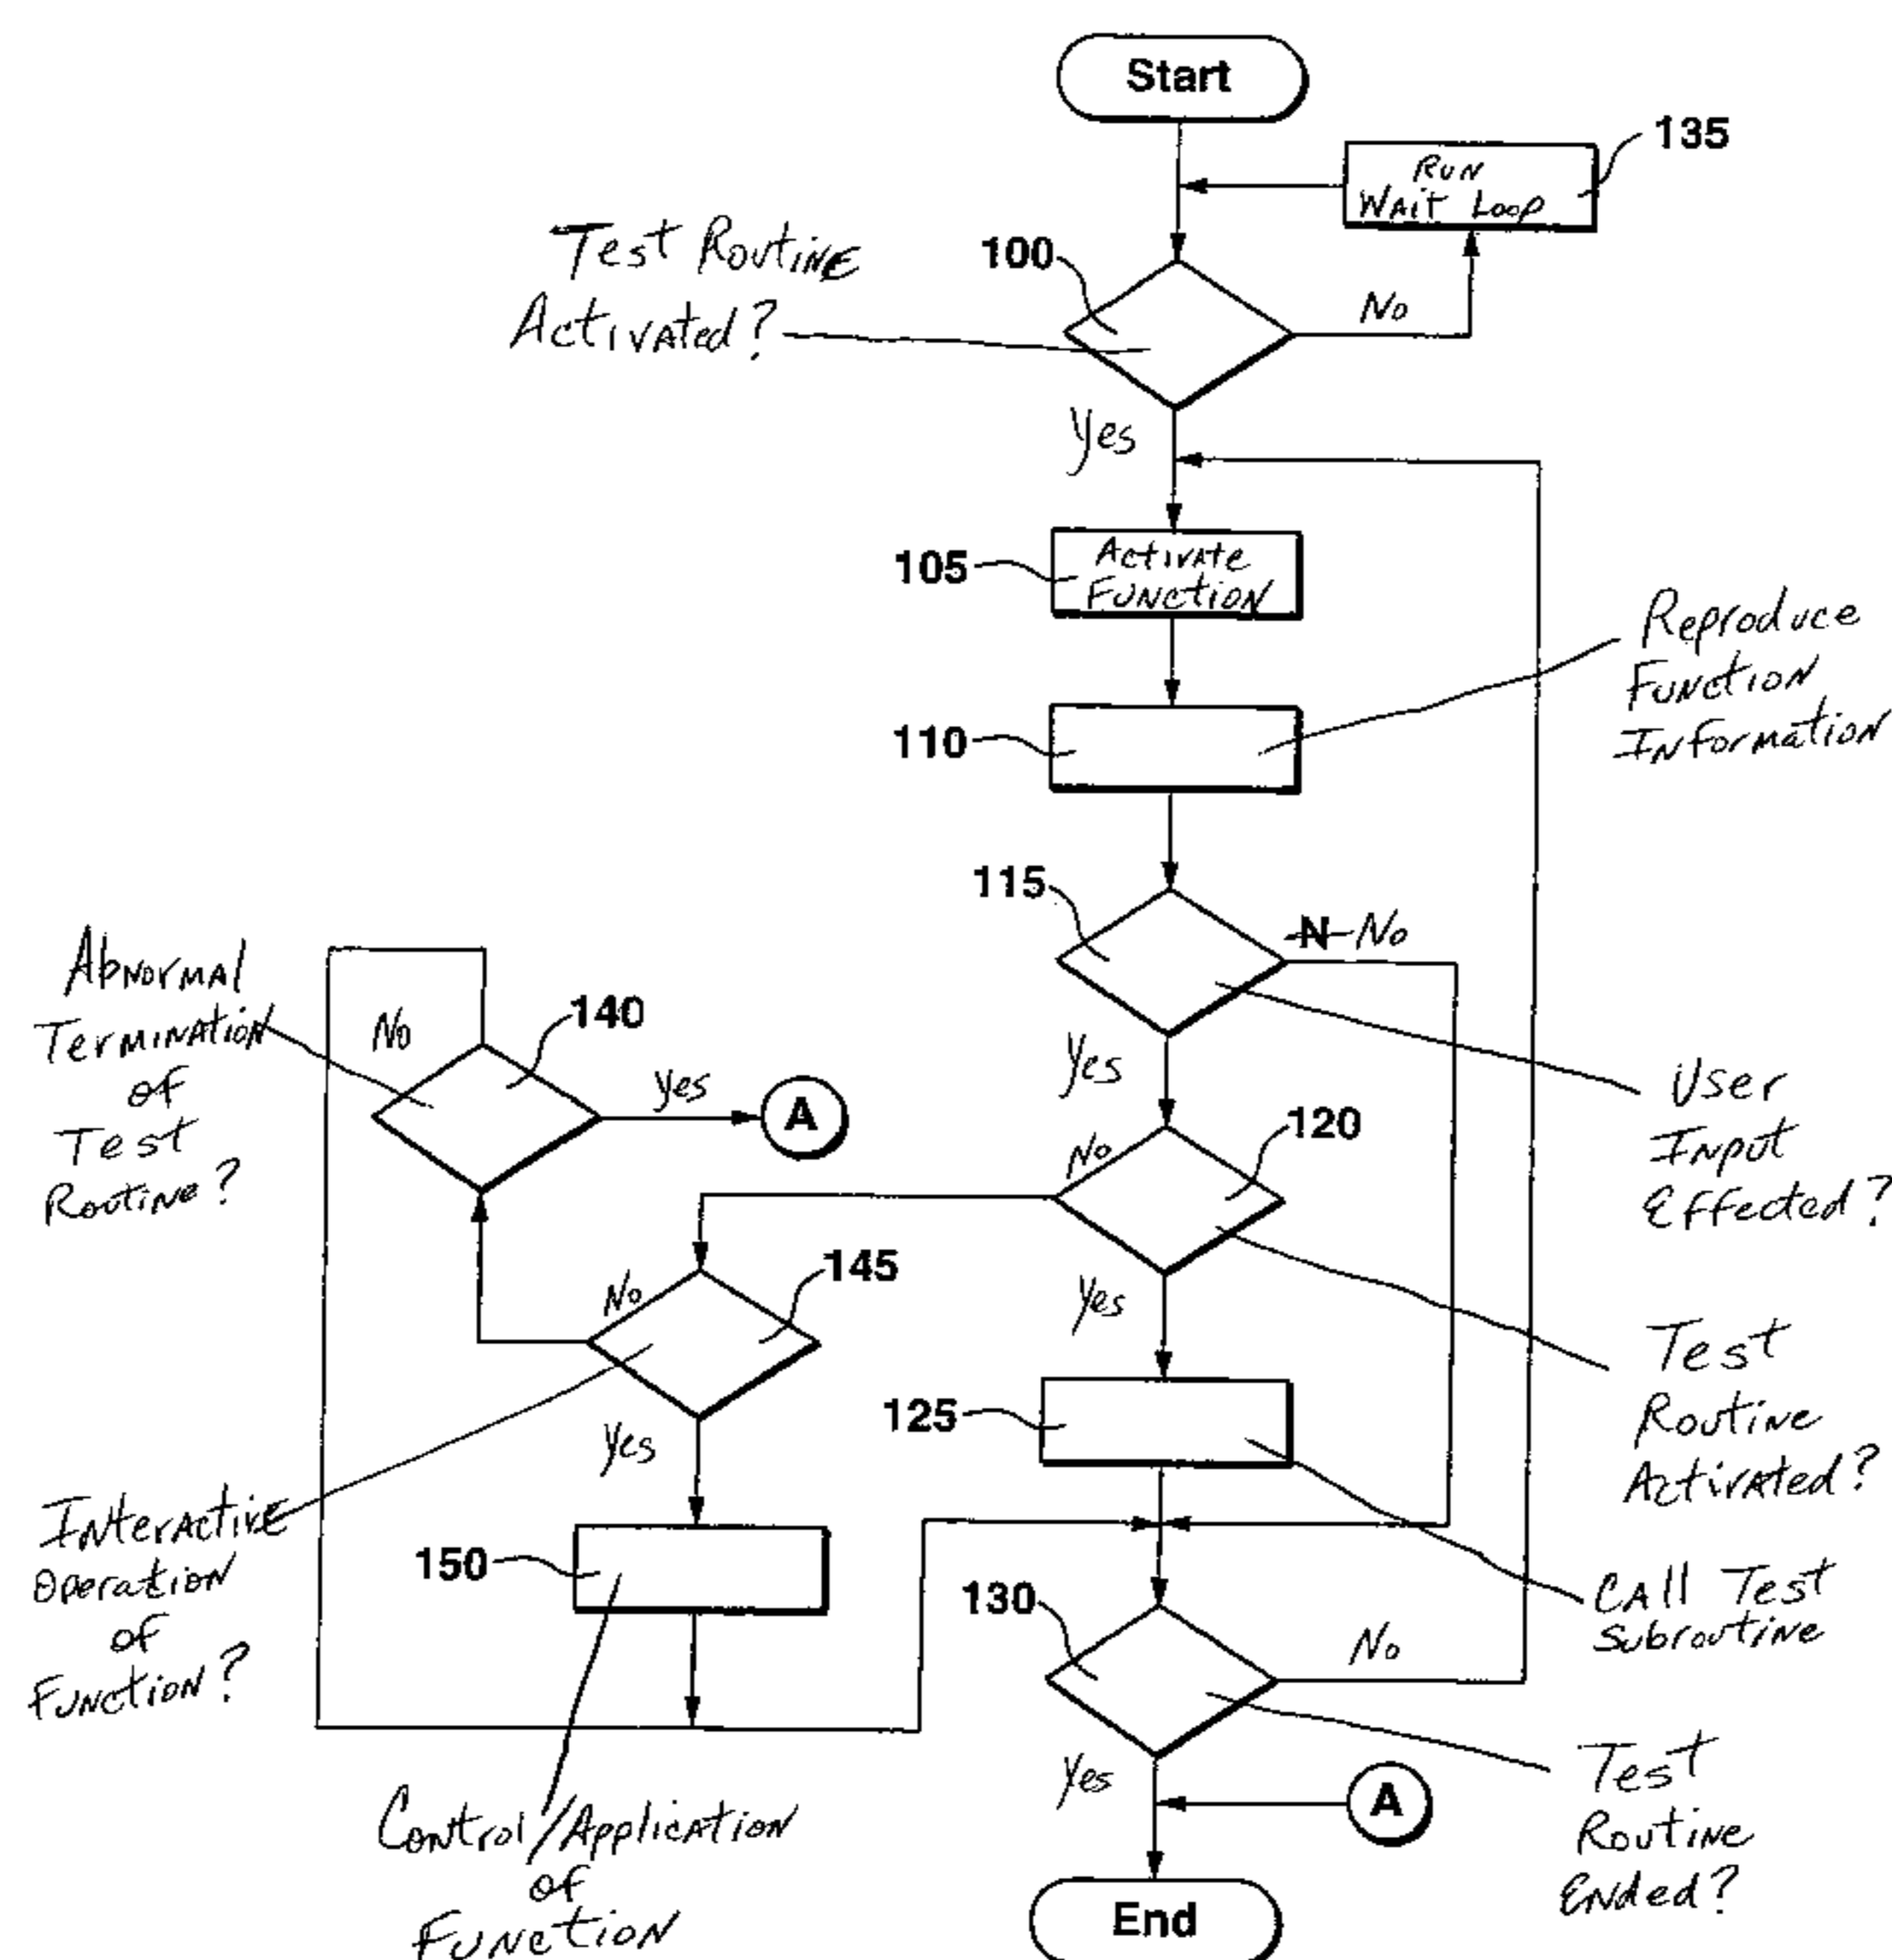 Start
135
Run
Wait Loop
Test Routine
Activated?
100
No
Yes
105
Activate
Function
Reproduce
Function
Information
110
115
N No
Yes
User
Input
Effected?
Abnormal
Termination
of
Test
Routine?
No
140
Yes
A
120
No
Yes
Test
Routine
Activated?
145
No
Yes
125
Call Test
Subroutine
Interactive
Operation
of
Function?
150
Control/Application
of
Function
130
No
Yes
Test
Routine
Ended?
A
End